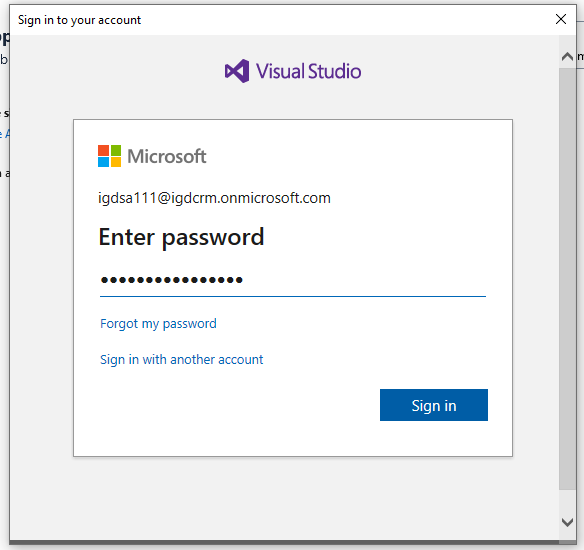 Sign in to your account
Visual Studio
Microsoft
igdsa111@igdcrm.onmicrosoft.com
Enter password
••••••••••••••••
Forgot my password
Sign in with another account
Sign in